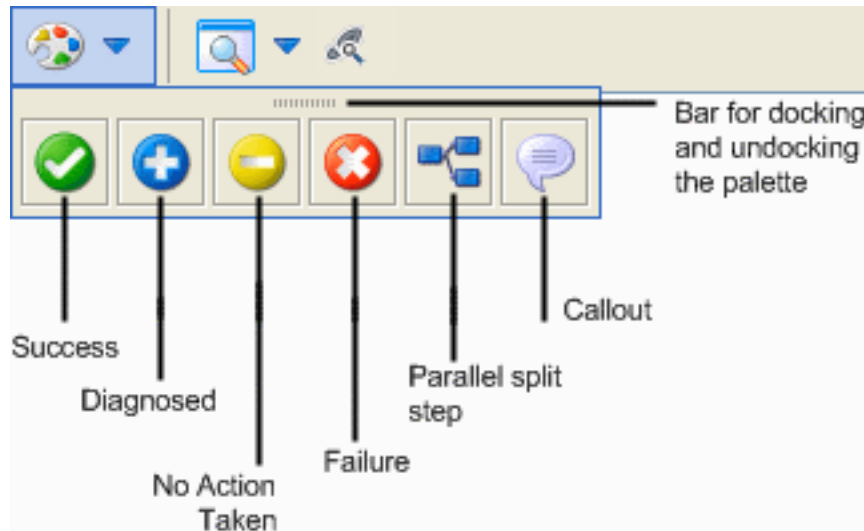 Bar for docking
and undocking
the palette
Success
Diagnosed
No Action
Taken
Failure
Parallel split
step
Callout